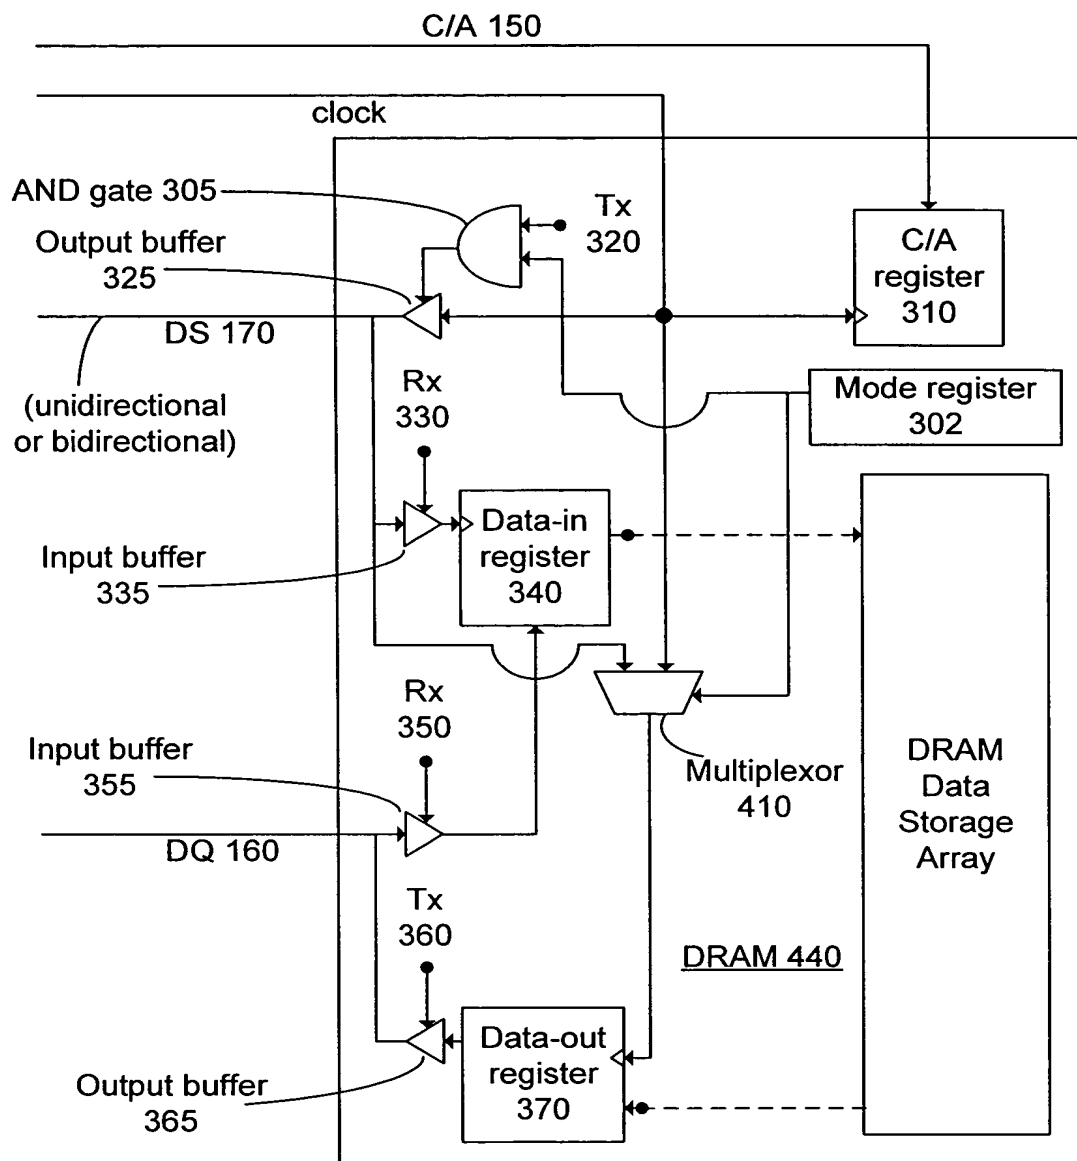 C/A 150
clock
AND gate 305
Tx
320
Output buffer
325
C/A
register
310
DS 170
Rx
330
Mode register
302
(unidirectional
or bidirectional)
Data-in
register
340
Input buffer
335
Rx
350
Input buffer
355
Multiplexor
410
DRAM
Data
Storage
Array
DQ 160
Tx
360
DRAM 440
Data-out
register
370
Output buffer
365